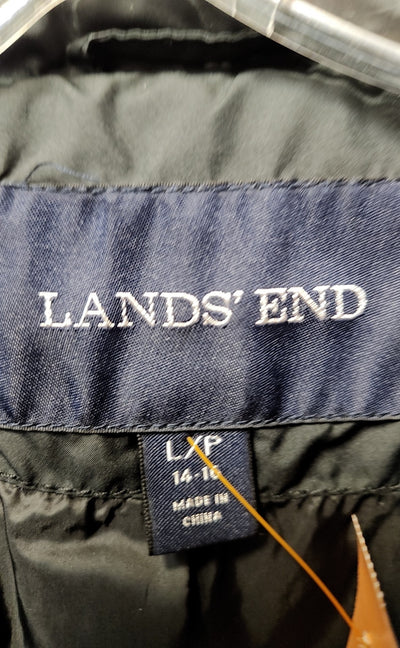 LANDS' END
14-16
MADE IN
CHINA